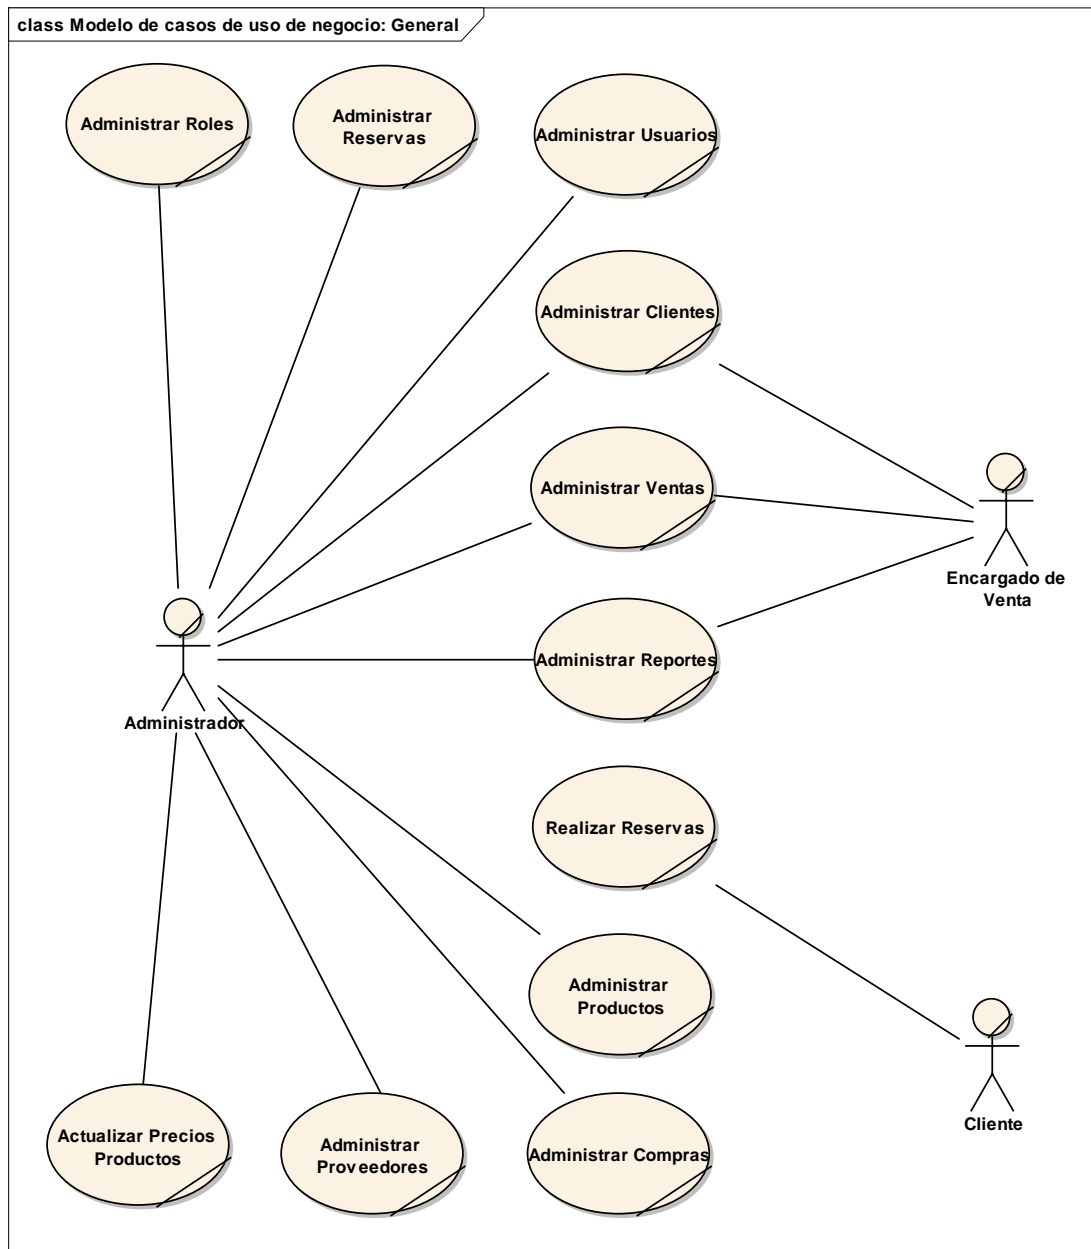 class Modelo de casos de uso de negocio: General
Administrar Roles
Administrar
Reservas
Administrar Usuarios
Administrar Clientes
Administrar Ventas
Encargado de
Venta
Administrar Reportes
Administrador
Realizar Reservas
Administrar
Productos
Cliente
Actualizar Precios
Productos
Administrar
Proveedores
Administrar Compras